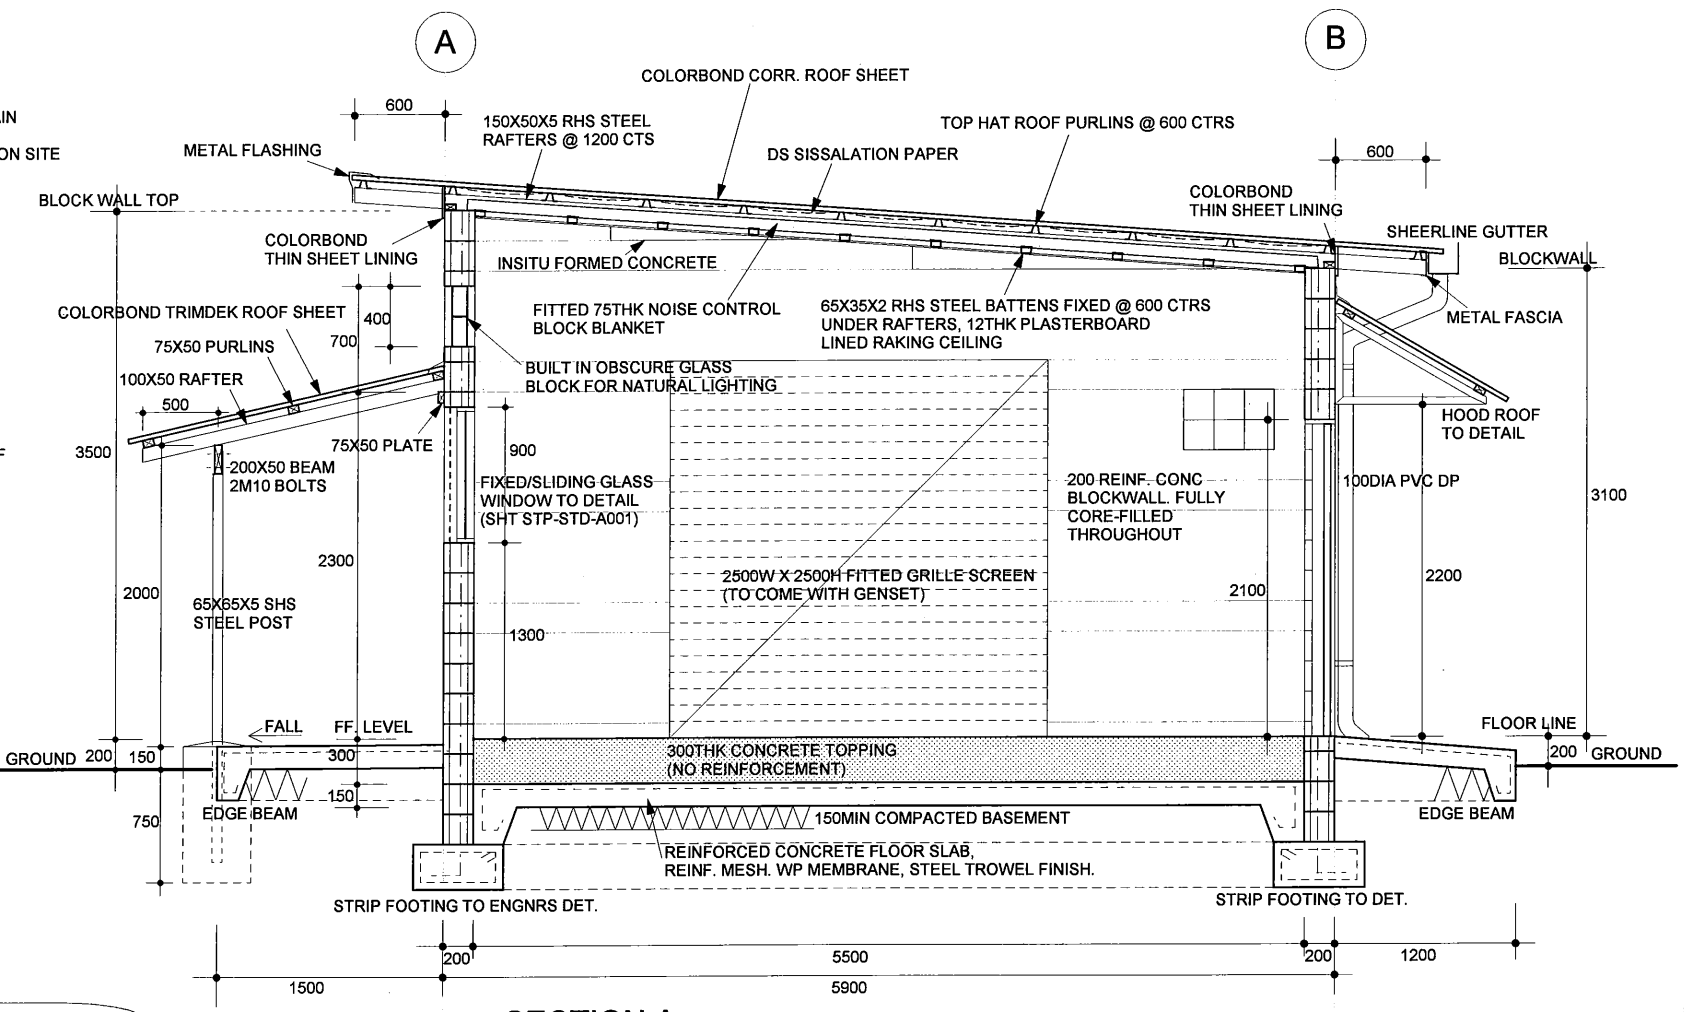 A
B
COLORBOND CORR. ROOF SHEET
600
AIN
150X50X5 RHS STEEL
RAFTERS @ 1200 CTS
TOP HAT ROOF PURLINS @ 600 CTRS
ON SITE
METAL FLASHING
DS SISSALATION PAPER
600
BLOCK WALL TOP
COLORBOND
THIN SHEET LINING
SHEERLINE GUTTER
COLORBOND
THIN SHEET LINING
INSITU FORMED CONCRETE
BLOCKWALL
COLORBOND TRIMDEK ROOF SHEET
400
700
FITTED 75THK NOISE CONTROL
BLOCK BLANKET
65X35X2 RHS STEEL BATTENS FIXED @ 600 CTRS
UNDER RAFTERS, 12THK PLASTERBOARD
LINED RAKING CEILING
METAL FASCIA
75X50 PURLINS
100X50 RAFTER
BUILT IN OBSCURE GLASS
BLOCK FOR NATURAL LIGHTING
500
HOOD ROOF
TO DETAIL
75X50 PLATE
900
3500
200X50 BEAM
2M10 BOLTS
FIXED/SLIDING GLASS
WINDOW TO DETAIL
(SHT STP-STD-A001)
200 REINF. CONC
BLOCKWALL. FULLY
CORE-FILLED
THROUGHOUT
100DIA PVC DP
3100
2300
2000
2500W X 2500H FITTED GRILLE SCREEN
(TO COME WITH GENSET)
2100
2200
65X65X5 SHS
STEEL POST
1300
FALL
FF. LEVEL
FLOOR LINE
GROUND
200
150
300
300THK CONCRETE TOPPING
(NO REINFORCEMENT)
200
GROUND
150
EDGE BEAM
750
150MIN COMPACTED BASEMENT
EDGE BEAM
REINFORCED CONCRETE FLOOR SLAB,
REINF. MESH. WP MEMBRANE, STEEL TROWEL FINISH.
STRIP FOOTING TO ENGNRS DET.
STRIP FOOTING TO DET.
200
5500
200
1200
1500
5900
SECTION A